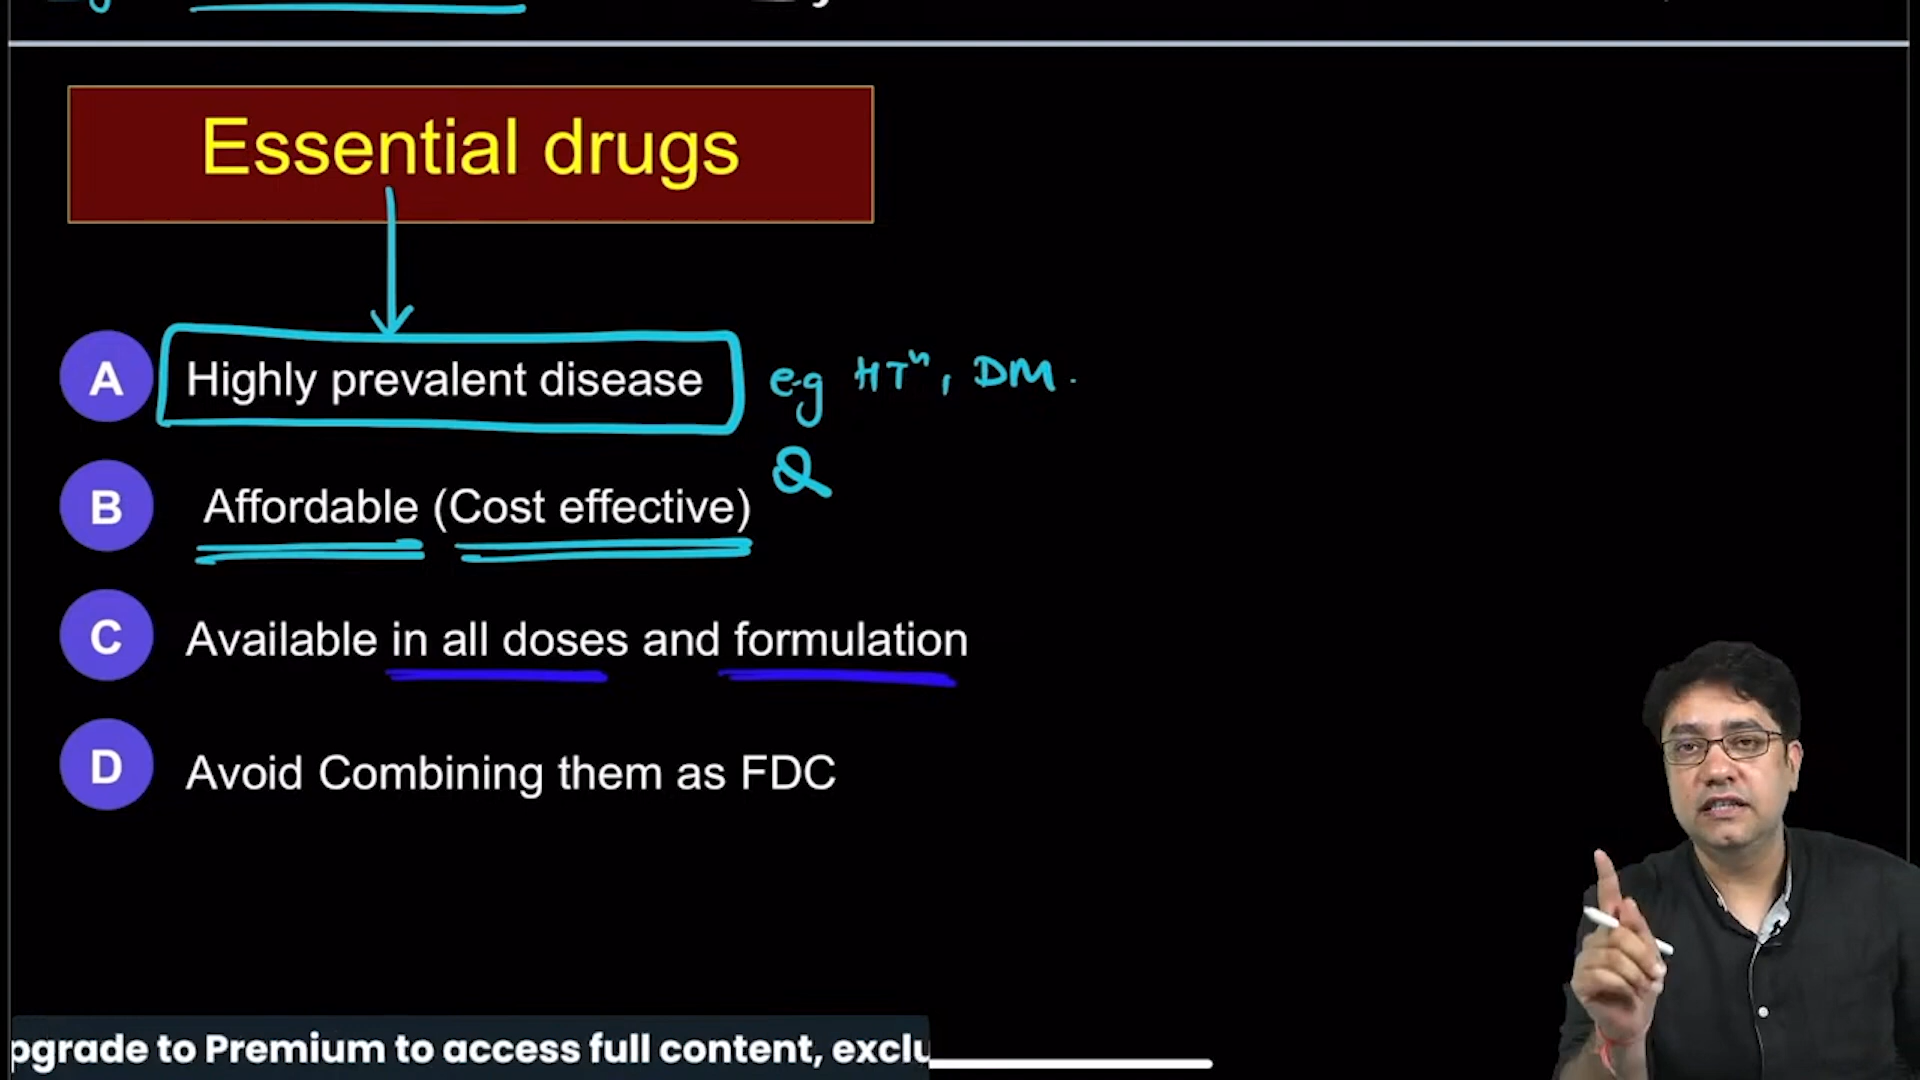 Essential drugs
A Highly prevalent disease e.g HTⁿ, DM.
&
B Affordable (Cost effective)
C Available in all doses and formulation
D Avoid Combining them as FDC
pgrade to Premium to access full content, exclu